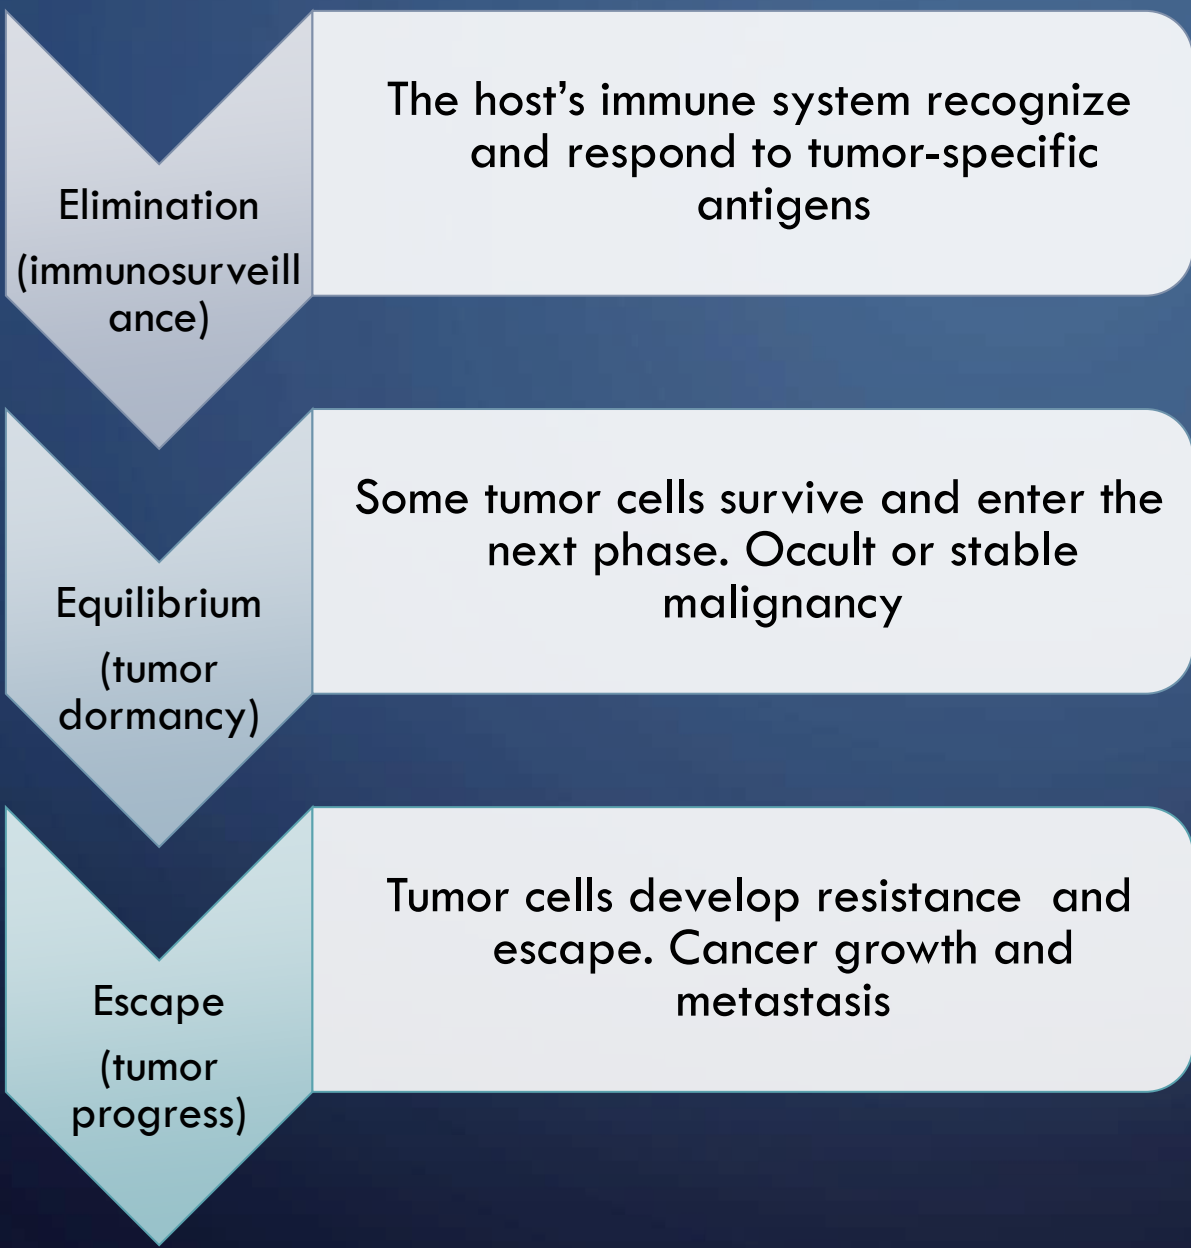 Elimination
(immunosurveill
ance)
The host’s immune system recognize
and respond to tumor-specific
antigens
Equilibrium
(tumor
dormancy)
Some tumor cells survive and enter the
next phase. Occult or stable
malignancy
Escape
(tumor
progress)
Tumor cells develop resistance  and
escape. Cancer growth and
metastasis